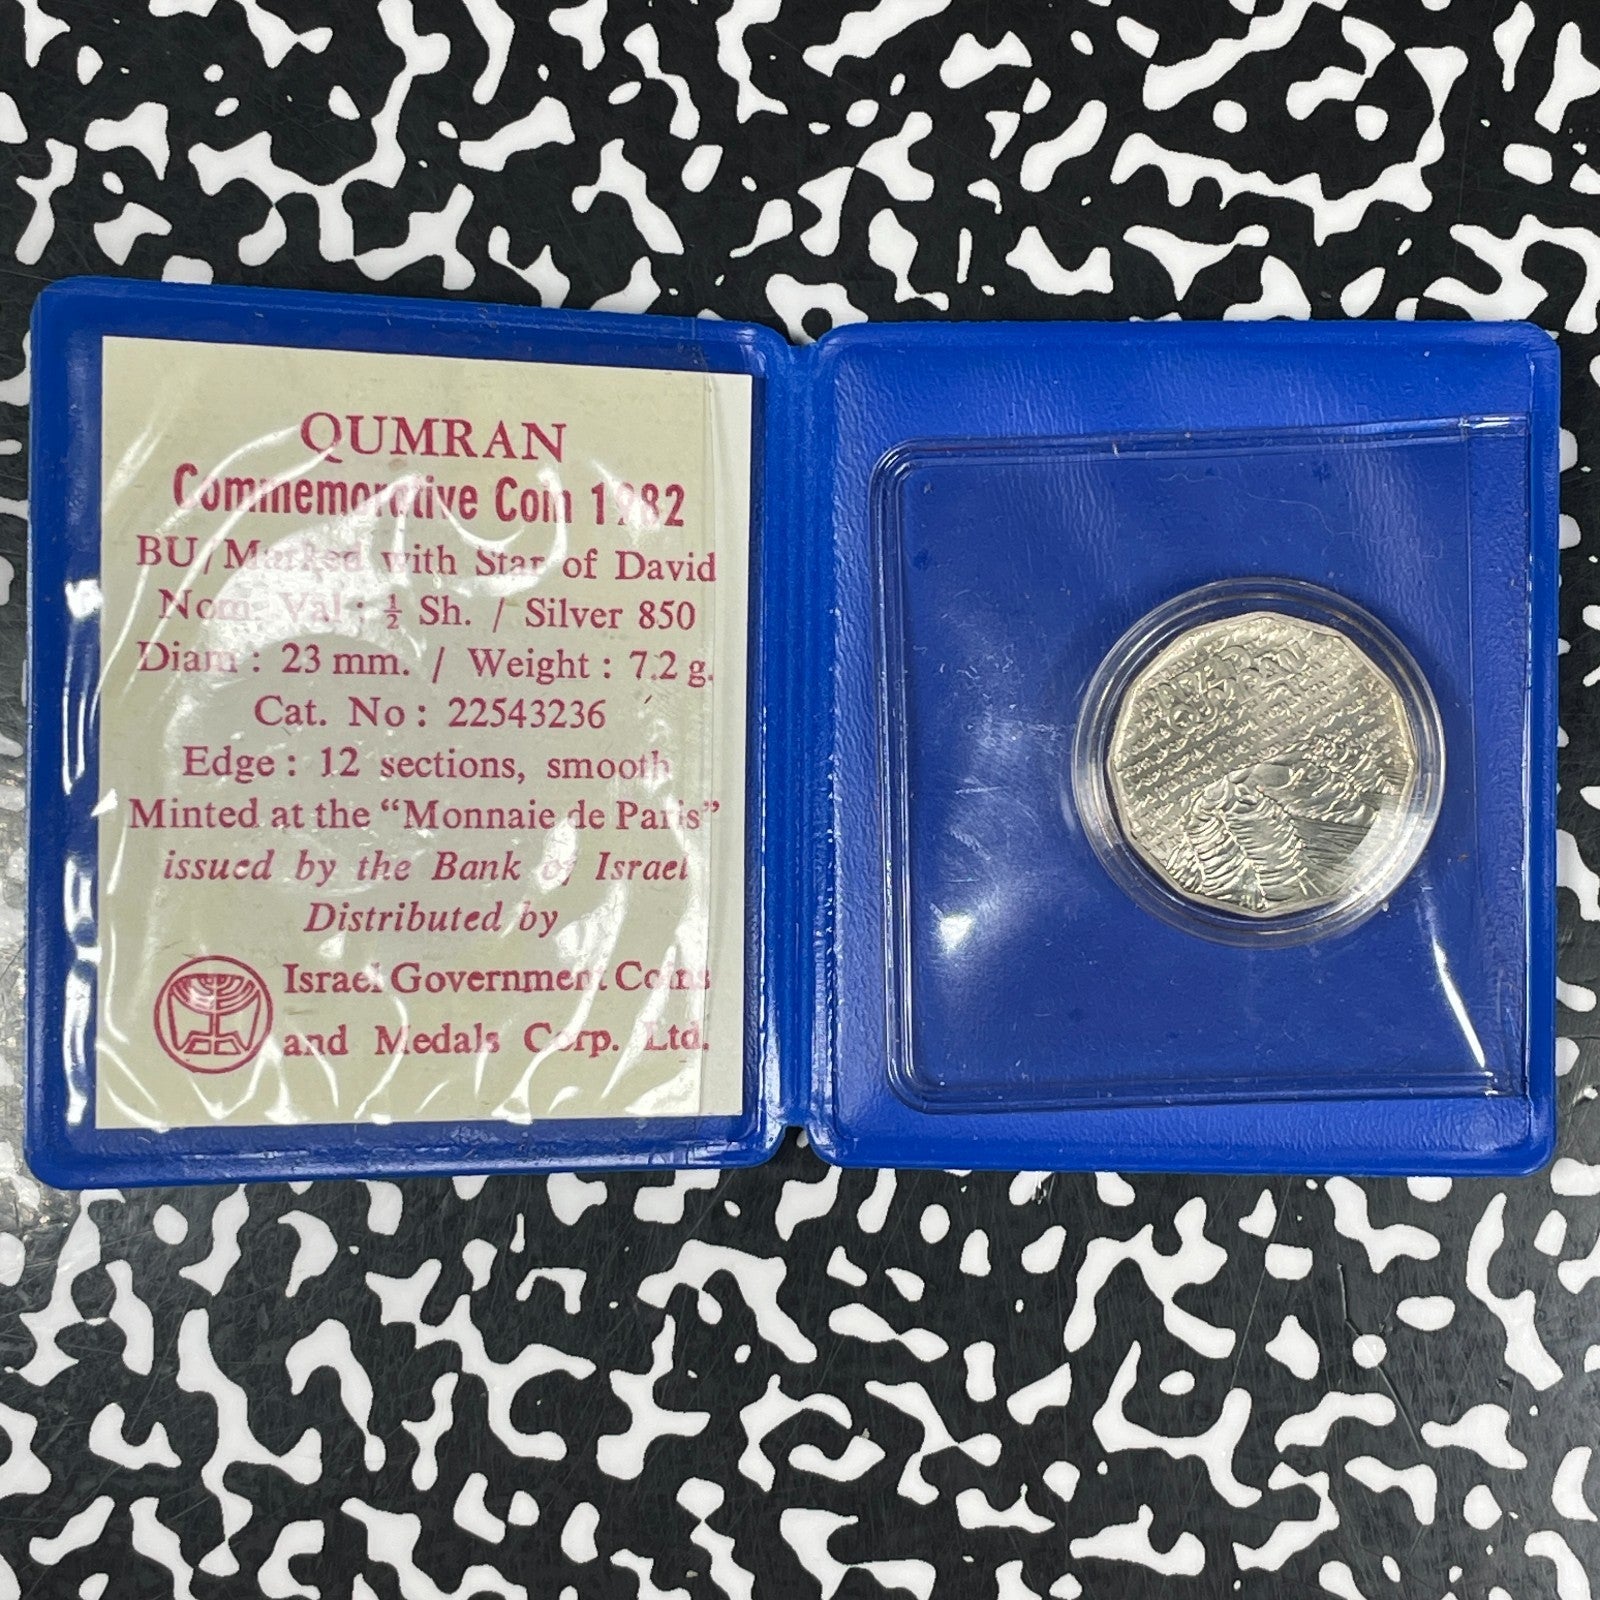 QUMRAN
Commemorative Coin 1982
BU/Marked with Star of David
Nom. Val: ½ Sh. / Silver 850
Diam: 23 mm. / Weight: 7.2 g.
Cat. No: 22543236
Edge: 12 sections, smooth
Minted at the “Monnaie de Paris”
issued by the Bank of Israel
Distributed by
Israel Government Coins
and Medals Corp. Ltd.